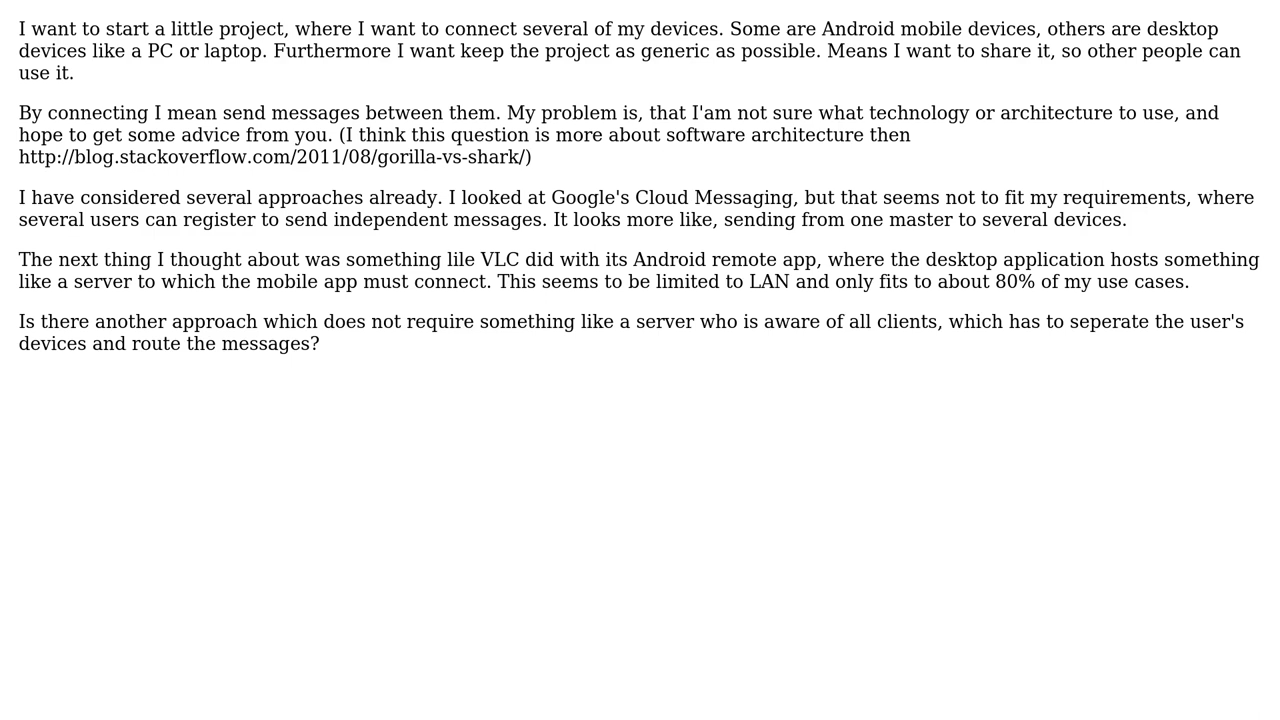 I want to start a little project, where I want to connect several of my devices. Some are Android mobile devices, others are desktop
devices like a PC or laptop. Furthermore I want keep the project as generic as possible. Means I want to share it, so other people can
use it.
By connecting I mean send messages between them. My problem is, that I'am not sure what technology or architecture to use, and
hope to get some advice from you. (I think this question is more about software architecture then
http://blog.stackoverflow.com/2011/08/gorilla-vs-shark/)
I have considered several approaches already. I looked at Google's Cloud Messaging, but that seems not to fit my requirements, where
several users can register to send independent messages. It looks more like, sending from one master to several devices.
The next thing I thought about was something lile VLC did with its Android remote app, where the desktop application hosts something
like a server to which the mobile app must connect. This seems to be limited to LAN and only fits to about 80% of my use cases.
Is there another approach which does not require something like a server who is aware of all clients, which has to seperate the user's
devices and route the messages?